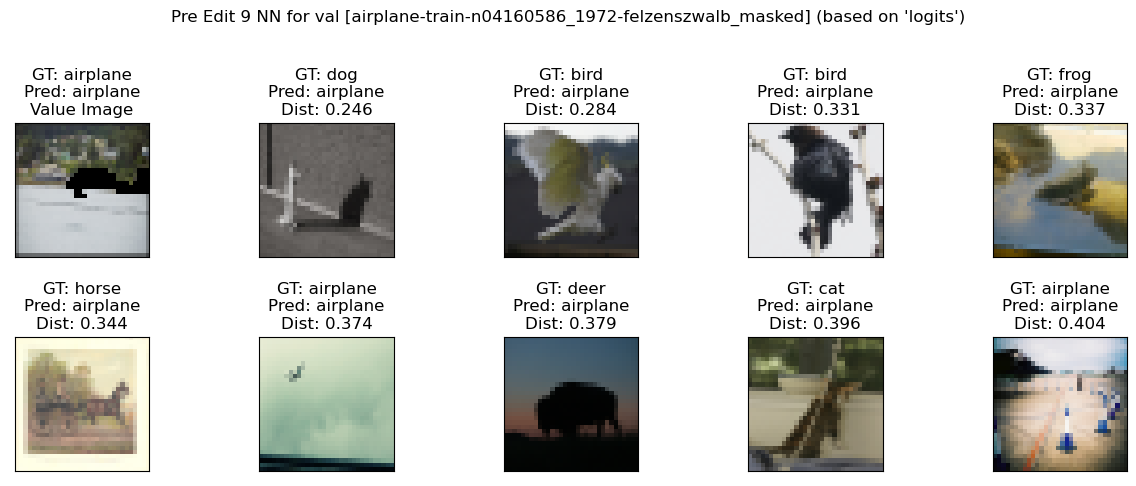 Pre Edit 9 NN for val [airplane-train-n04160586_1972-felzenszwalb_masked] (based on 'logits')
GT: airplane
Pred: airplane
Value Image
GT: dog
Pred: airplane
Dist: 0.246
GT: bird
Pred: airplane
Dist: 0.284
GT: bird
Pred: airplane
Dist: 0.331
GT: frog
Pred: airplane
Dist: 0.337
GT: horse
Pred: airplane
Dist: 0.344
GT: airplane
Pred: airplane
Dist: 0.374
GT: deer
Pred: airplane
Dist: 0.379
GT: cat
Pred: airplane
Dist: 0.396
GT: airplane
Pred: airplane
Dist: 0.404